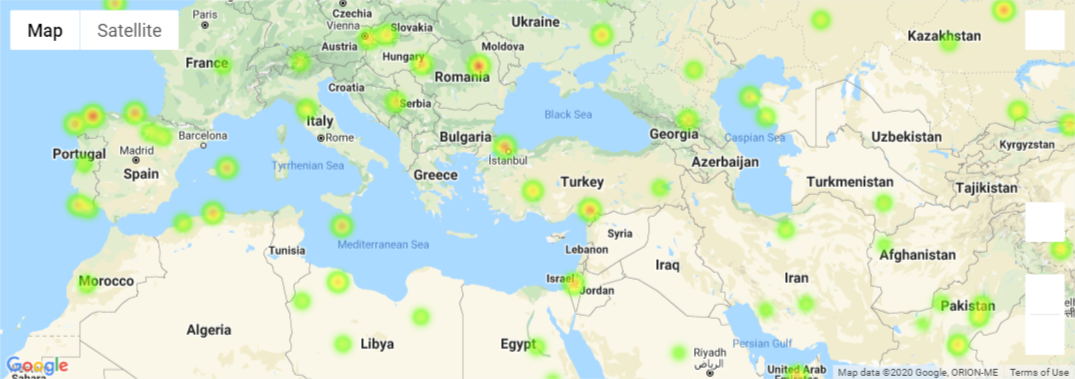 Map Satellite
Paris
Czechia
Vienna
Slovakia
Ukraine
Austria
Hungary
Moldova
France
Romania
Kazakhstan
Croatia
Serbia
Italy
Black Sea
Barcelona
Rome
Bulgaria
Georgia
Caspian Sea
Uzbekistan
Kyrgyzstan
Portugal
Madrid
Spain
Tyrrhenian Sea
İstanbul
Azerbaijan
Greece
Turkey
Turkmenistan
Tajikistan
Syria
Tunisia
Mediterranean Sea
Lebanon
Iraq
Afghanistan
Morocco
Israel
Jordan
Iran
Pakistan
Algeria
Libya
Egypt
Persian Gulf
Riyadh
الرياض
Google
Sahara
United Arab
Emirates
Map data ©2020 Google, ORION-ME Terms of Use